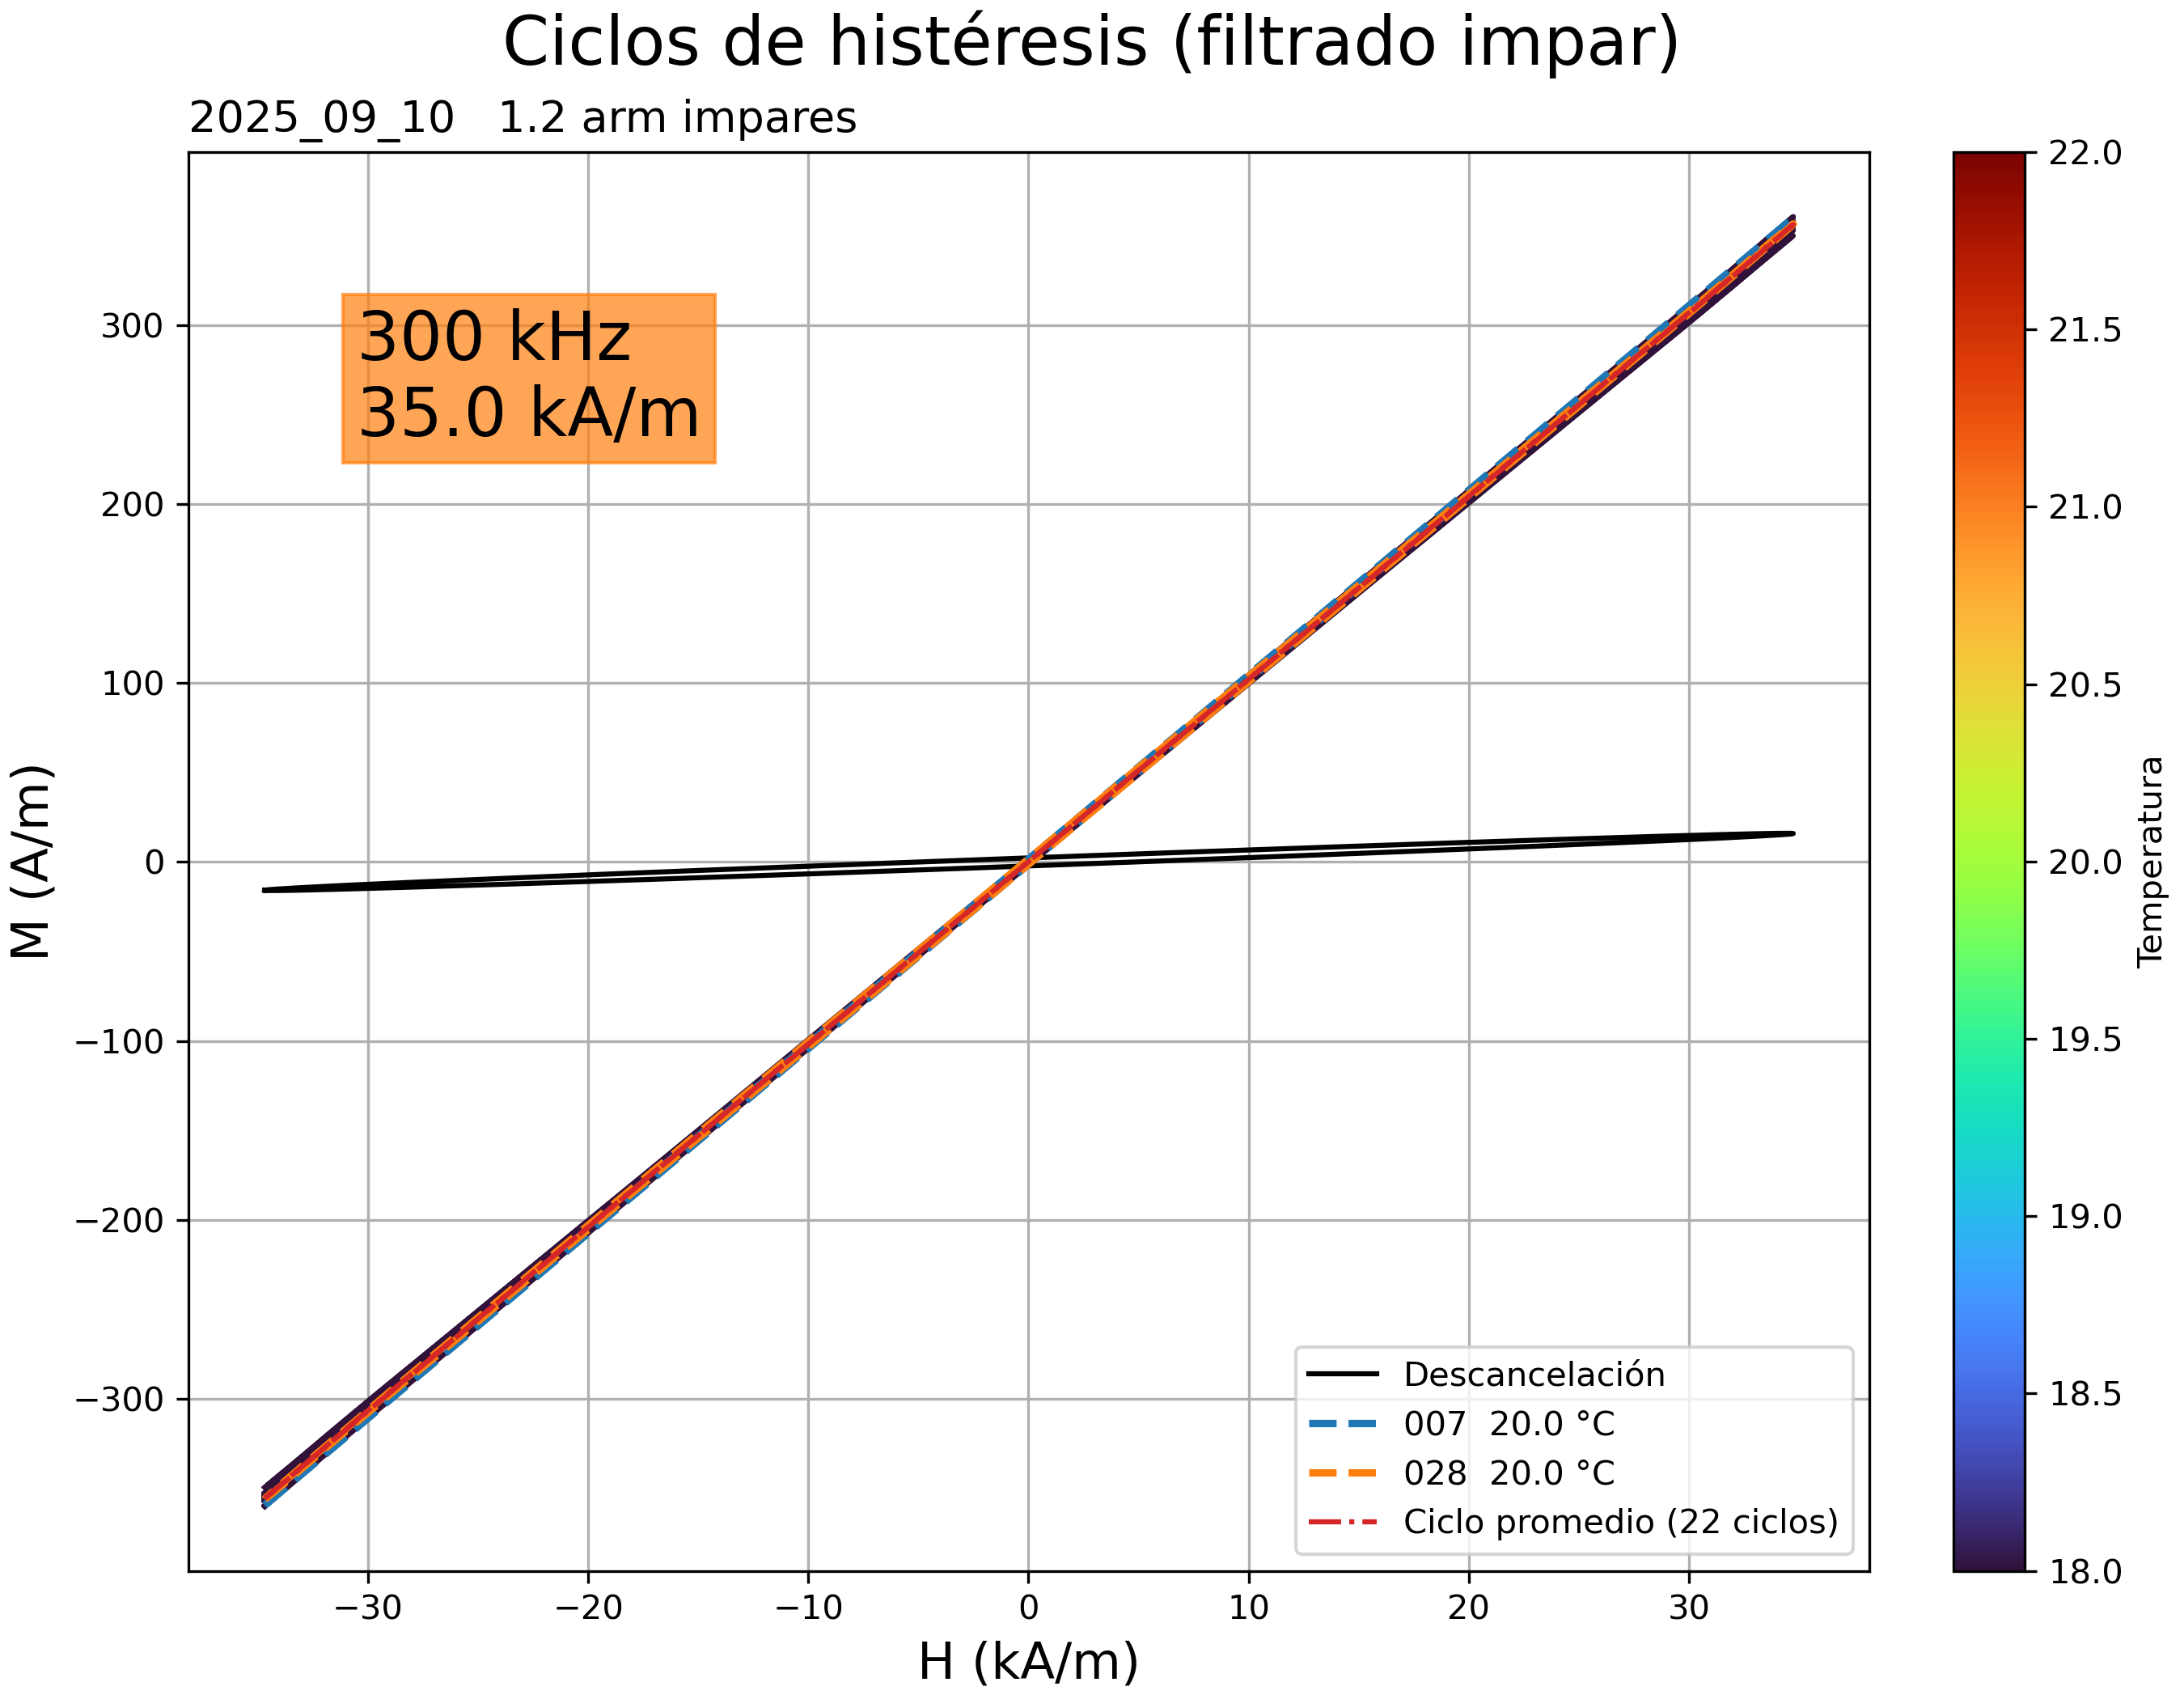 Ciclos de histéresis (filtrado impar)
2025_09_10   1.2 arm impares
300 kHz
35.0 kA/m
M (A/m)
300
200
100
0
−100
−200
−300
−30
−20
−10
0
10
20
30
H (kA/m)
Descancelación
007  20.0 °C
028  20.0 °C
Ciclo promedio (22 ciclos)
22.0
21.5
21.0
20.5
20.0
19.5
19.0
18.5
18.0
Temperatura